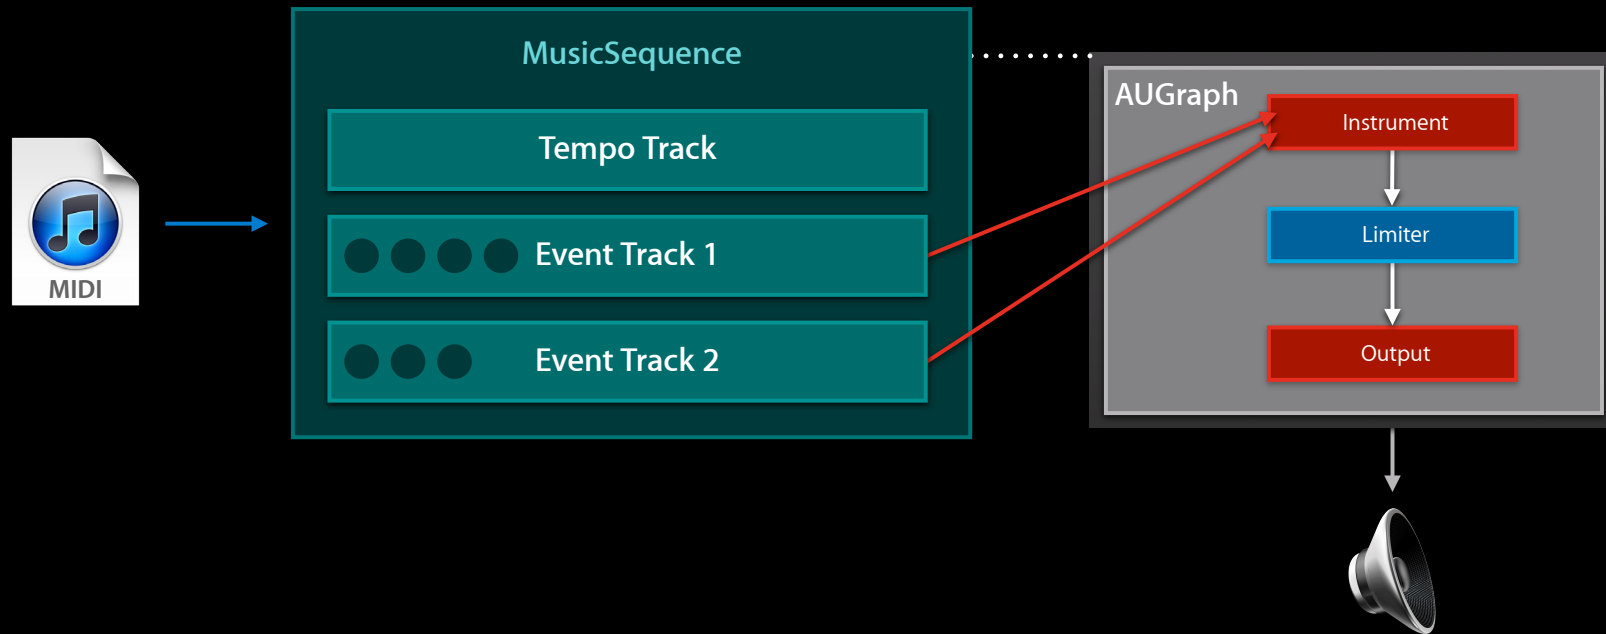 MusicSequence
Tempo Track
Event Track 1
Event Track 2
MIDI
AUGraph
Instrument
Limiter
Output